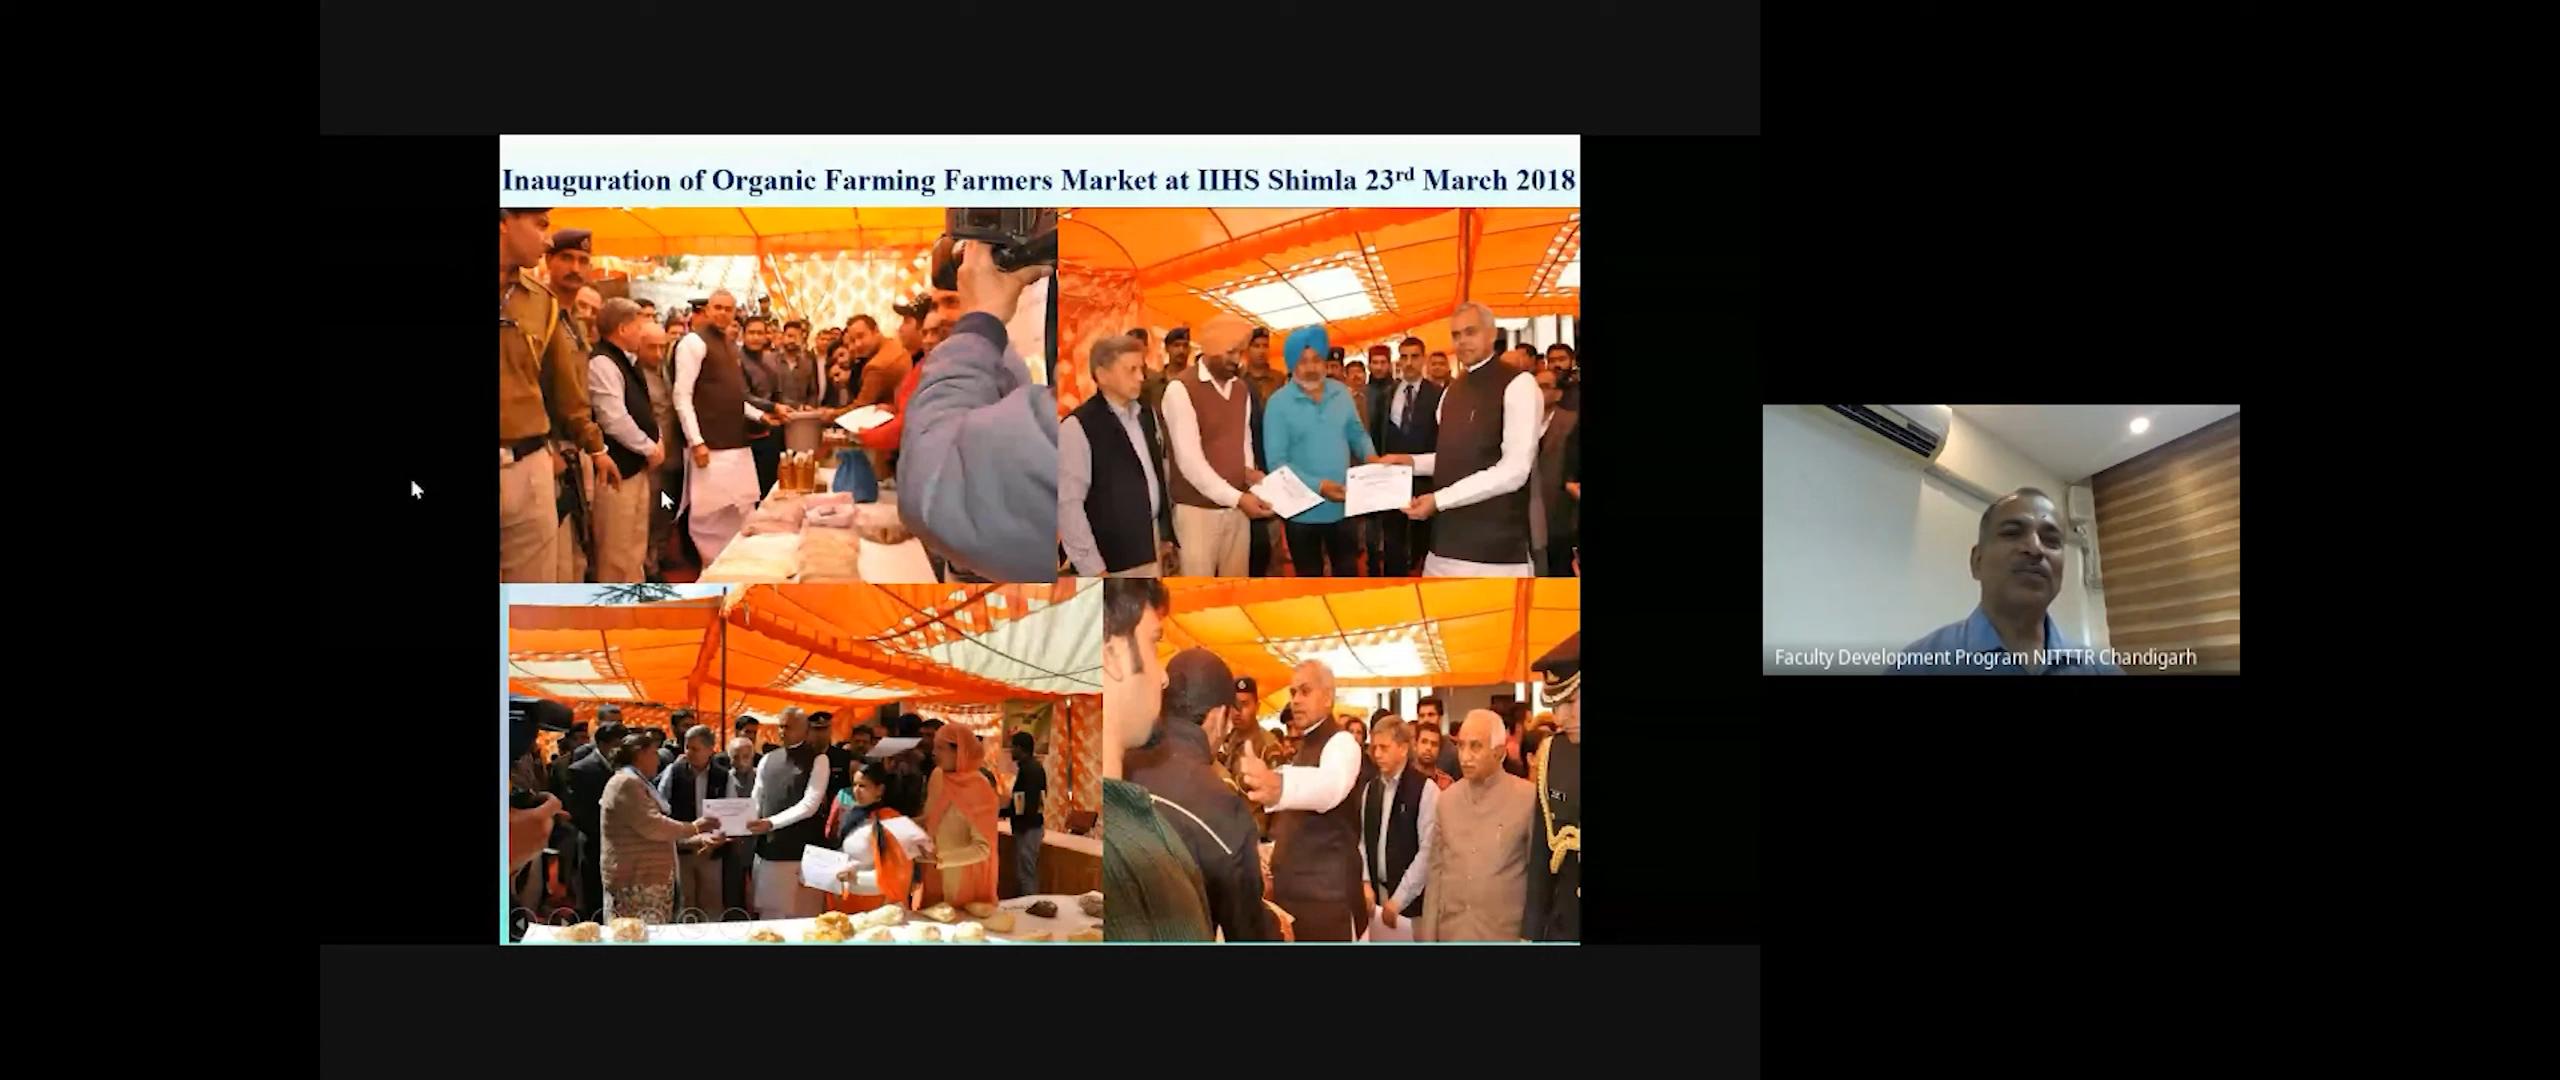 Inauguration of Organic Farming Farmers Market at IIHS Shimla 23rd March 2018
Faculty Development Program NITTTR Chandigarh